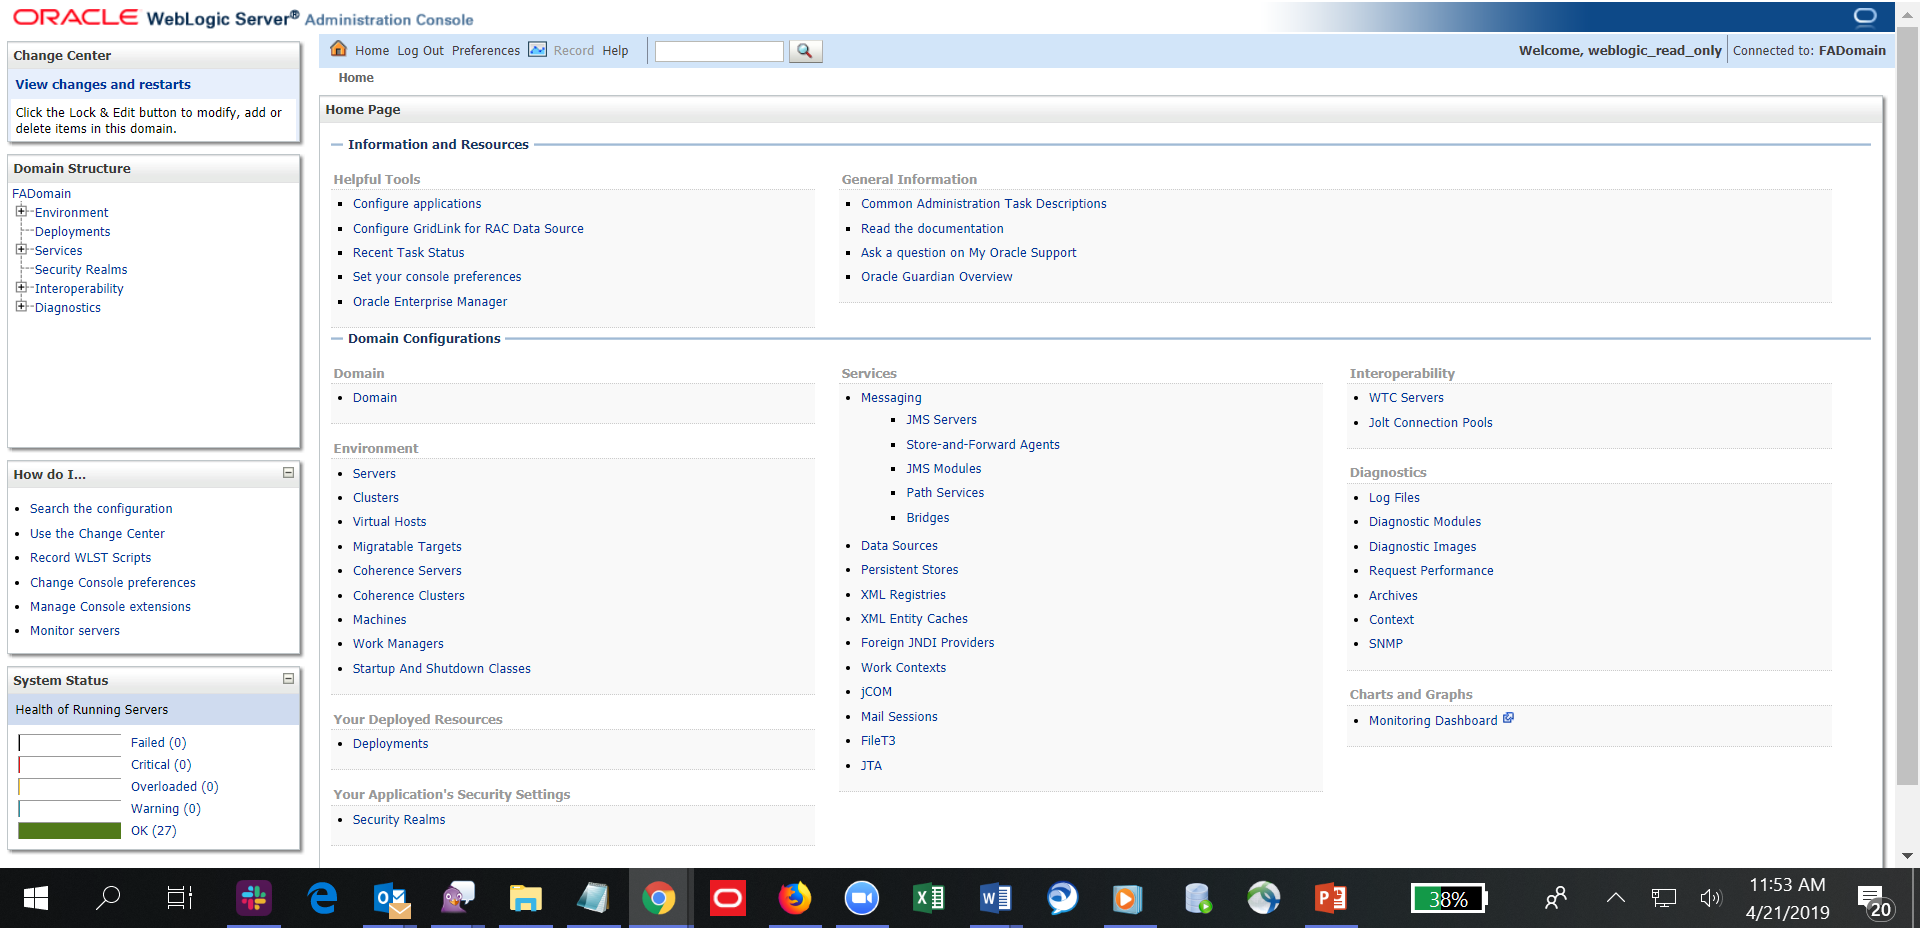 ORACLE WebLogic Server® Administration Console
Change Center
View changes and restarts
Click the Lock & Edit button to modify, add or
delete items in this domain.
Domain Structure
FADomain
Environment
Deployments
Services
Security Realms
Interoperability
Diagnostics
How do I...
Search the configuration
Use the Change Center
Record WLST Scripts
Change Console preferences
Manage Console extensions
Monitor servers
System Status
Health of Running Servers
Failed (0)
Critical (0)
Overloaded (0)
Warning (0)
OK (27)
Home Log Out Preferences Record Help
Welcome, weblogic_read_only Connected to: FADomain
Home
Home Page
Information and Resources
Helpful Tools
Configure applications
Configure GridLink for RAC Data Source
Recent Task Status
Set your console preferences
Oracle Enterprise Manager
General Information
Common Administration Task Descriptions
Read the documentation
Ask a question on My Oracle Support
Oracle Guardian Overview
Domain Configurations
Domain
Domain
Environment
Servers
Clusters
Virtual Hosts
Migratable Targets
Coherence Servers
Coherence Clusters
Machines
Work Managers
Startup And Shutdown Classes
Your Deployed Resources
Deployments
Your Application's Security Settings
Security Realms
Services
Messaging
JMS Servers
Store-and-Forward Agents
JMS Modules
Path Services
Bridges
Data Sources
Persistent Stores
XML Registries
XML Entity Caches
Foreign JNDI Providers
Work Contexts
jCOM
Mail Sessions
FileT3
JTA
Interoperability
WTC Servers
Jolt Connection Pools
Diagnostics
Log Files
Diagnostic Modules
Diagnostic Images
Request Performance
Archives
Context
SNMP
Charts and Graphs
Monitoring Dashboard
38%
11:53 AM
4/21/2019
20